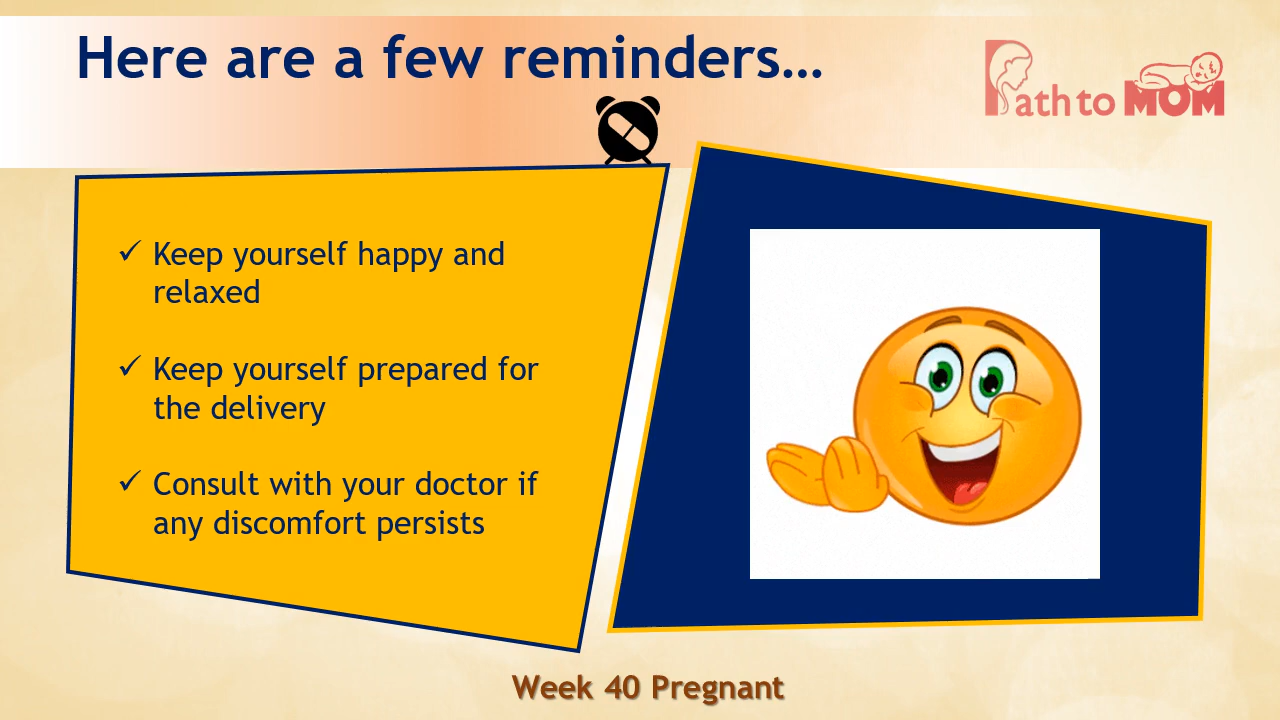 Here are a few reminders…
Path to MOM
✓ Keep yourself happy and
relaxed
✓ Keep yourself prepared for
the delivery
✓ Consult with your doctor if
any discomfort persists
Week 40 Pregnant